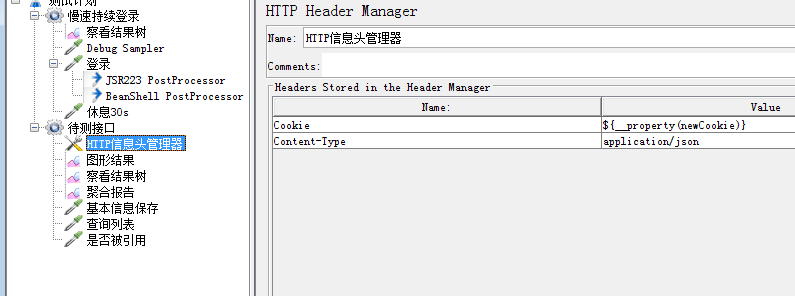 测试计划
慢速持续登录
察看结果树
Debug Sampler
登录
JSR223 PostProcessor
BeanShell PostProcessor
休息30s
待测接口
HTTP信息头管理器
图形结果
察看结果树
聚合报告
基本信息保存
查询列表
是否被引用
HTTP Header Manager
Name: HTTP信息头管理器
Comments:
Headers Stored in the Header Manager
Name: Value
Cookie ${__property(newCookie)}
Content-Type application/json